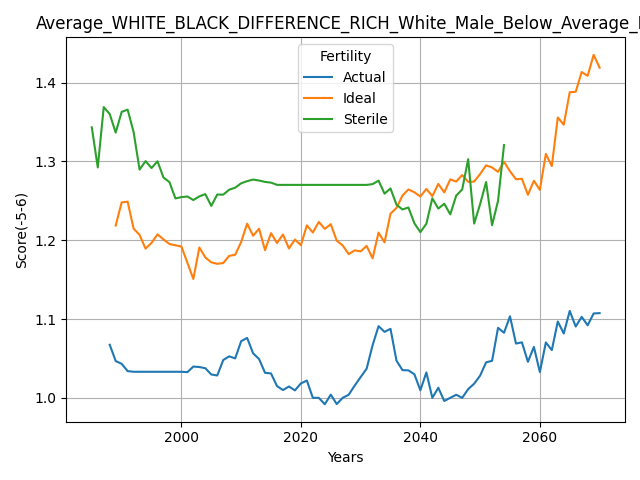 Average_WHITE_BLACK_DIFFERENCE_RICH_White_Male_Below_Average_
Fertility
Actual
Ideal
Sterile
Score(-5-6)
1.4
1.3
1.2
1.1
1.0
2000 2020 2040 2060
Years